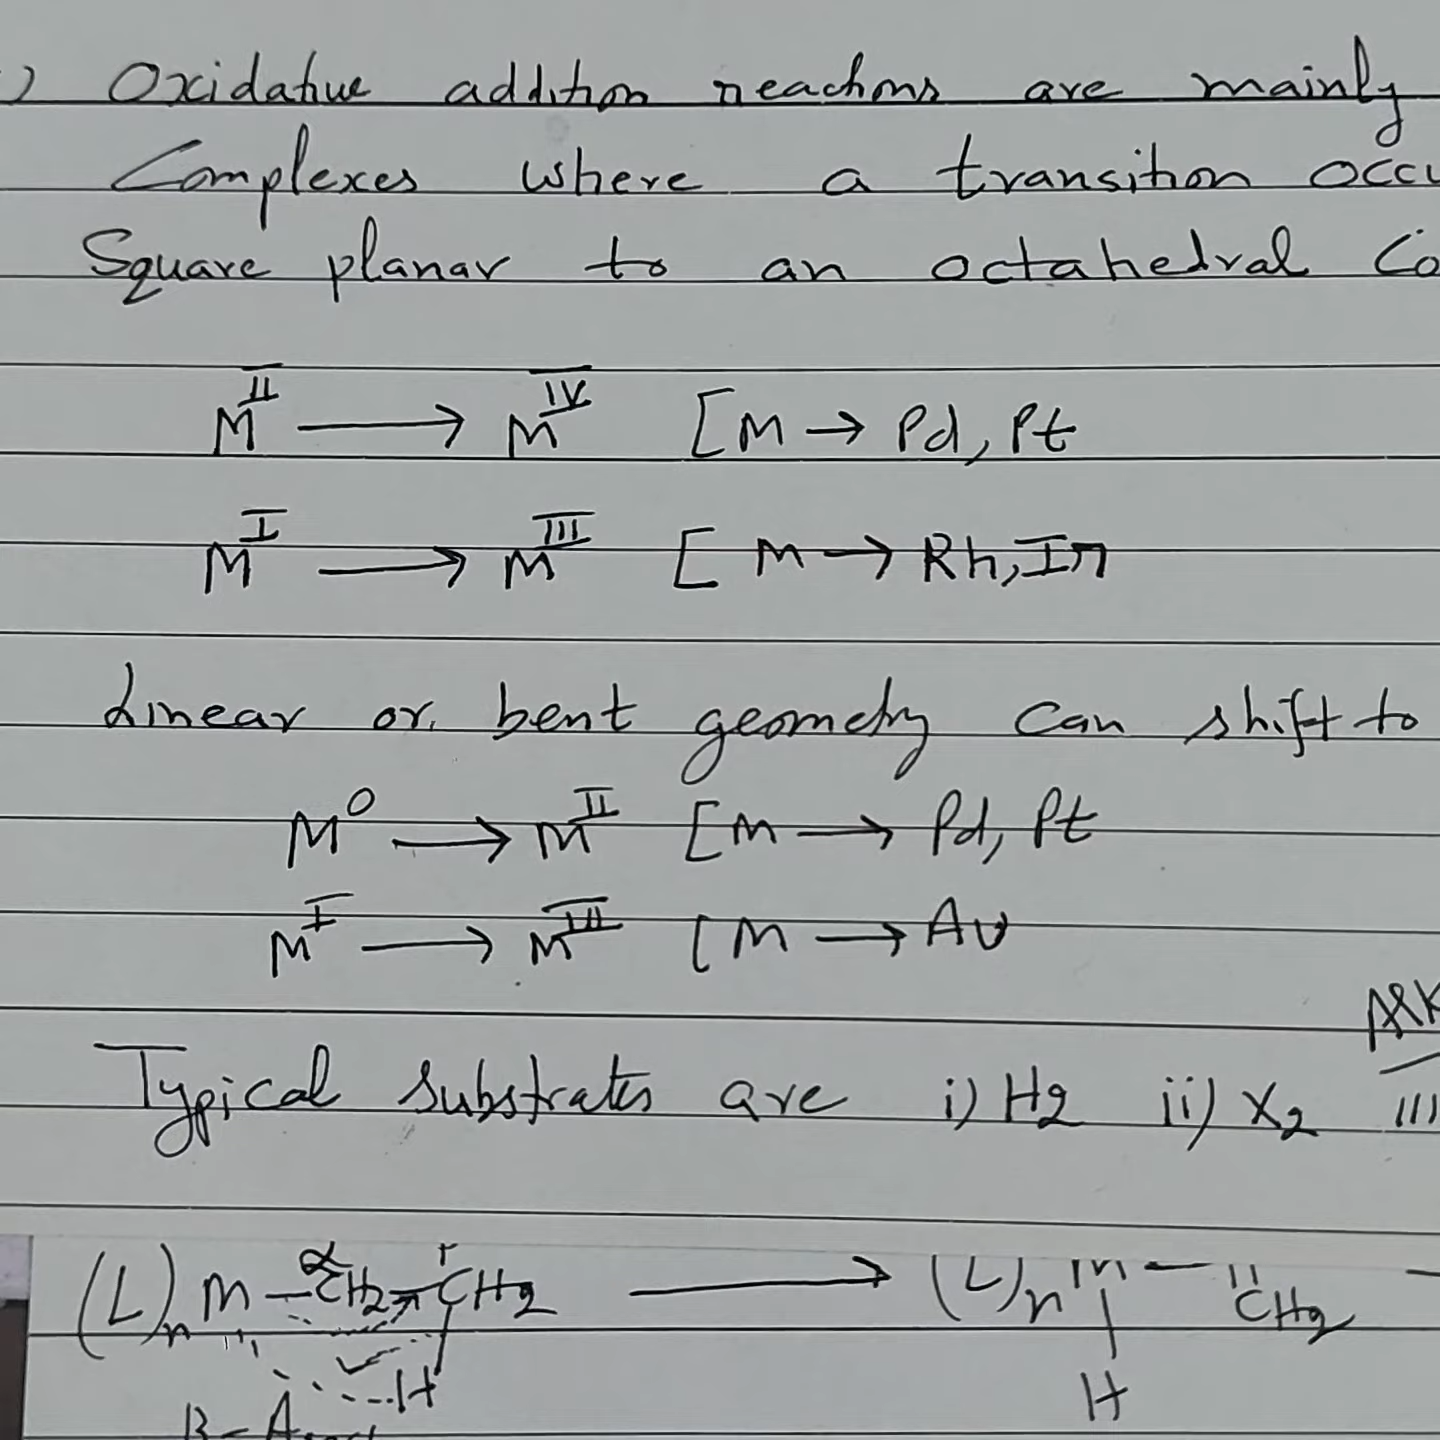 ) Oxidative addition reactions are mainly
Complexes where a transition occu
Square planar to an octahedral Co
M^II ⟶ M^IV [M → Pd, Pt
M^I ⟶ M^III [M → Rh, Ir
Linear or bent geometry can shift to
M^0 ⟶ M^II [M ⟶ Pd, Pt
M^I ⟶ M^III [M ⟶ Au
Typical substrates are i) H2 ii) X2 iii
(L)n M – αCH2 – CH2 ⟶ (L)n M – CH2
H H